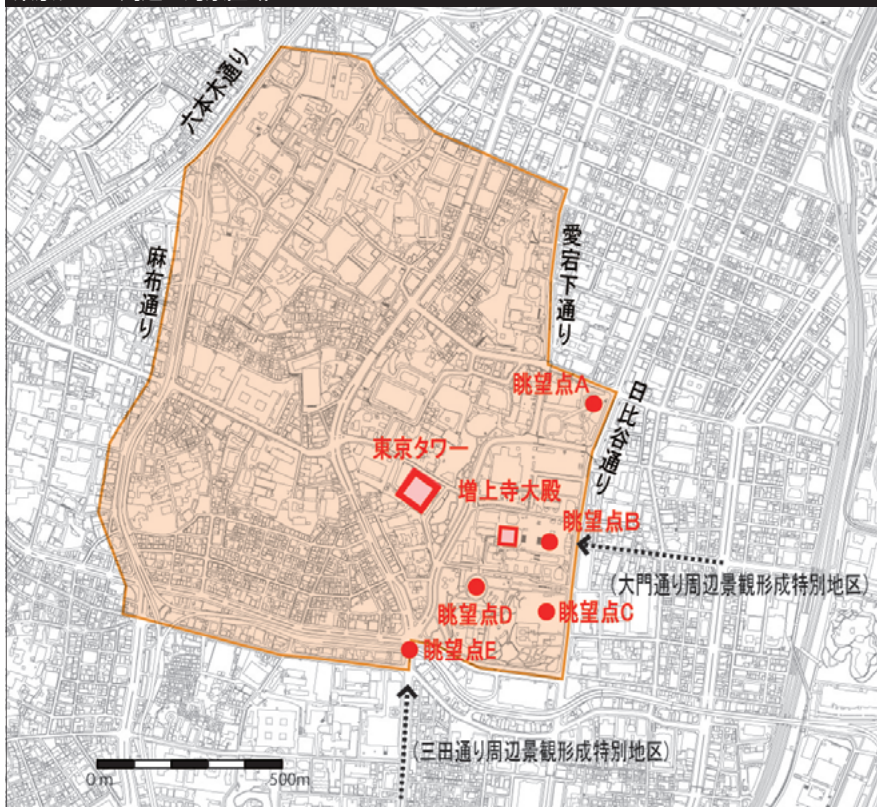 六本木通り
麻布通り
愛宕下通り
日比谷通り
眺望点A
東京タワー
増上寺大殿
眺望点B
(大門通り周辺景観形成特別地区)
眺望点D
眺望点C
眺望点E
(三田通り周辺景観形成特別地区)
0 m
500m